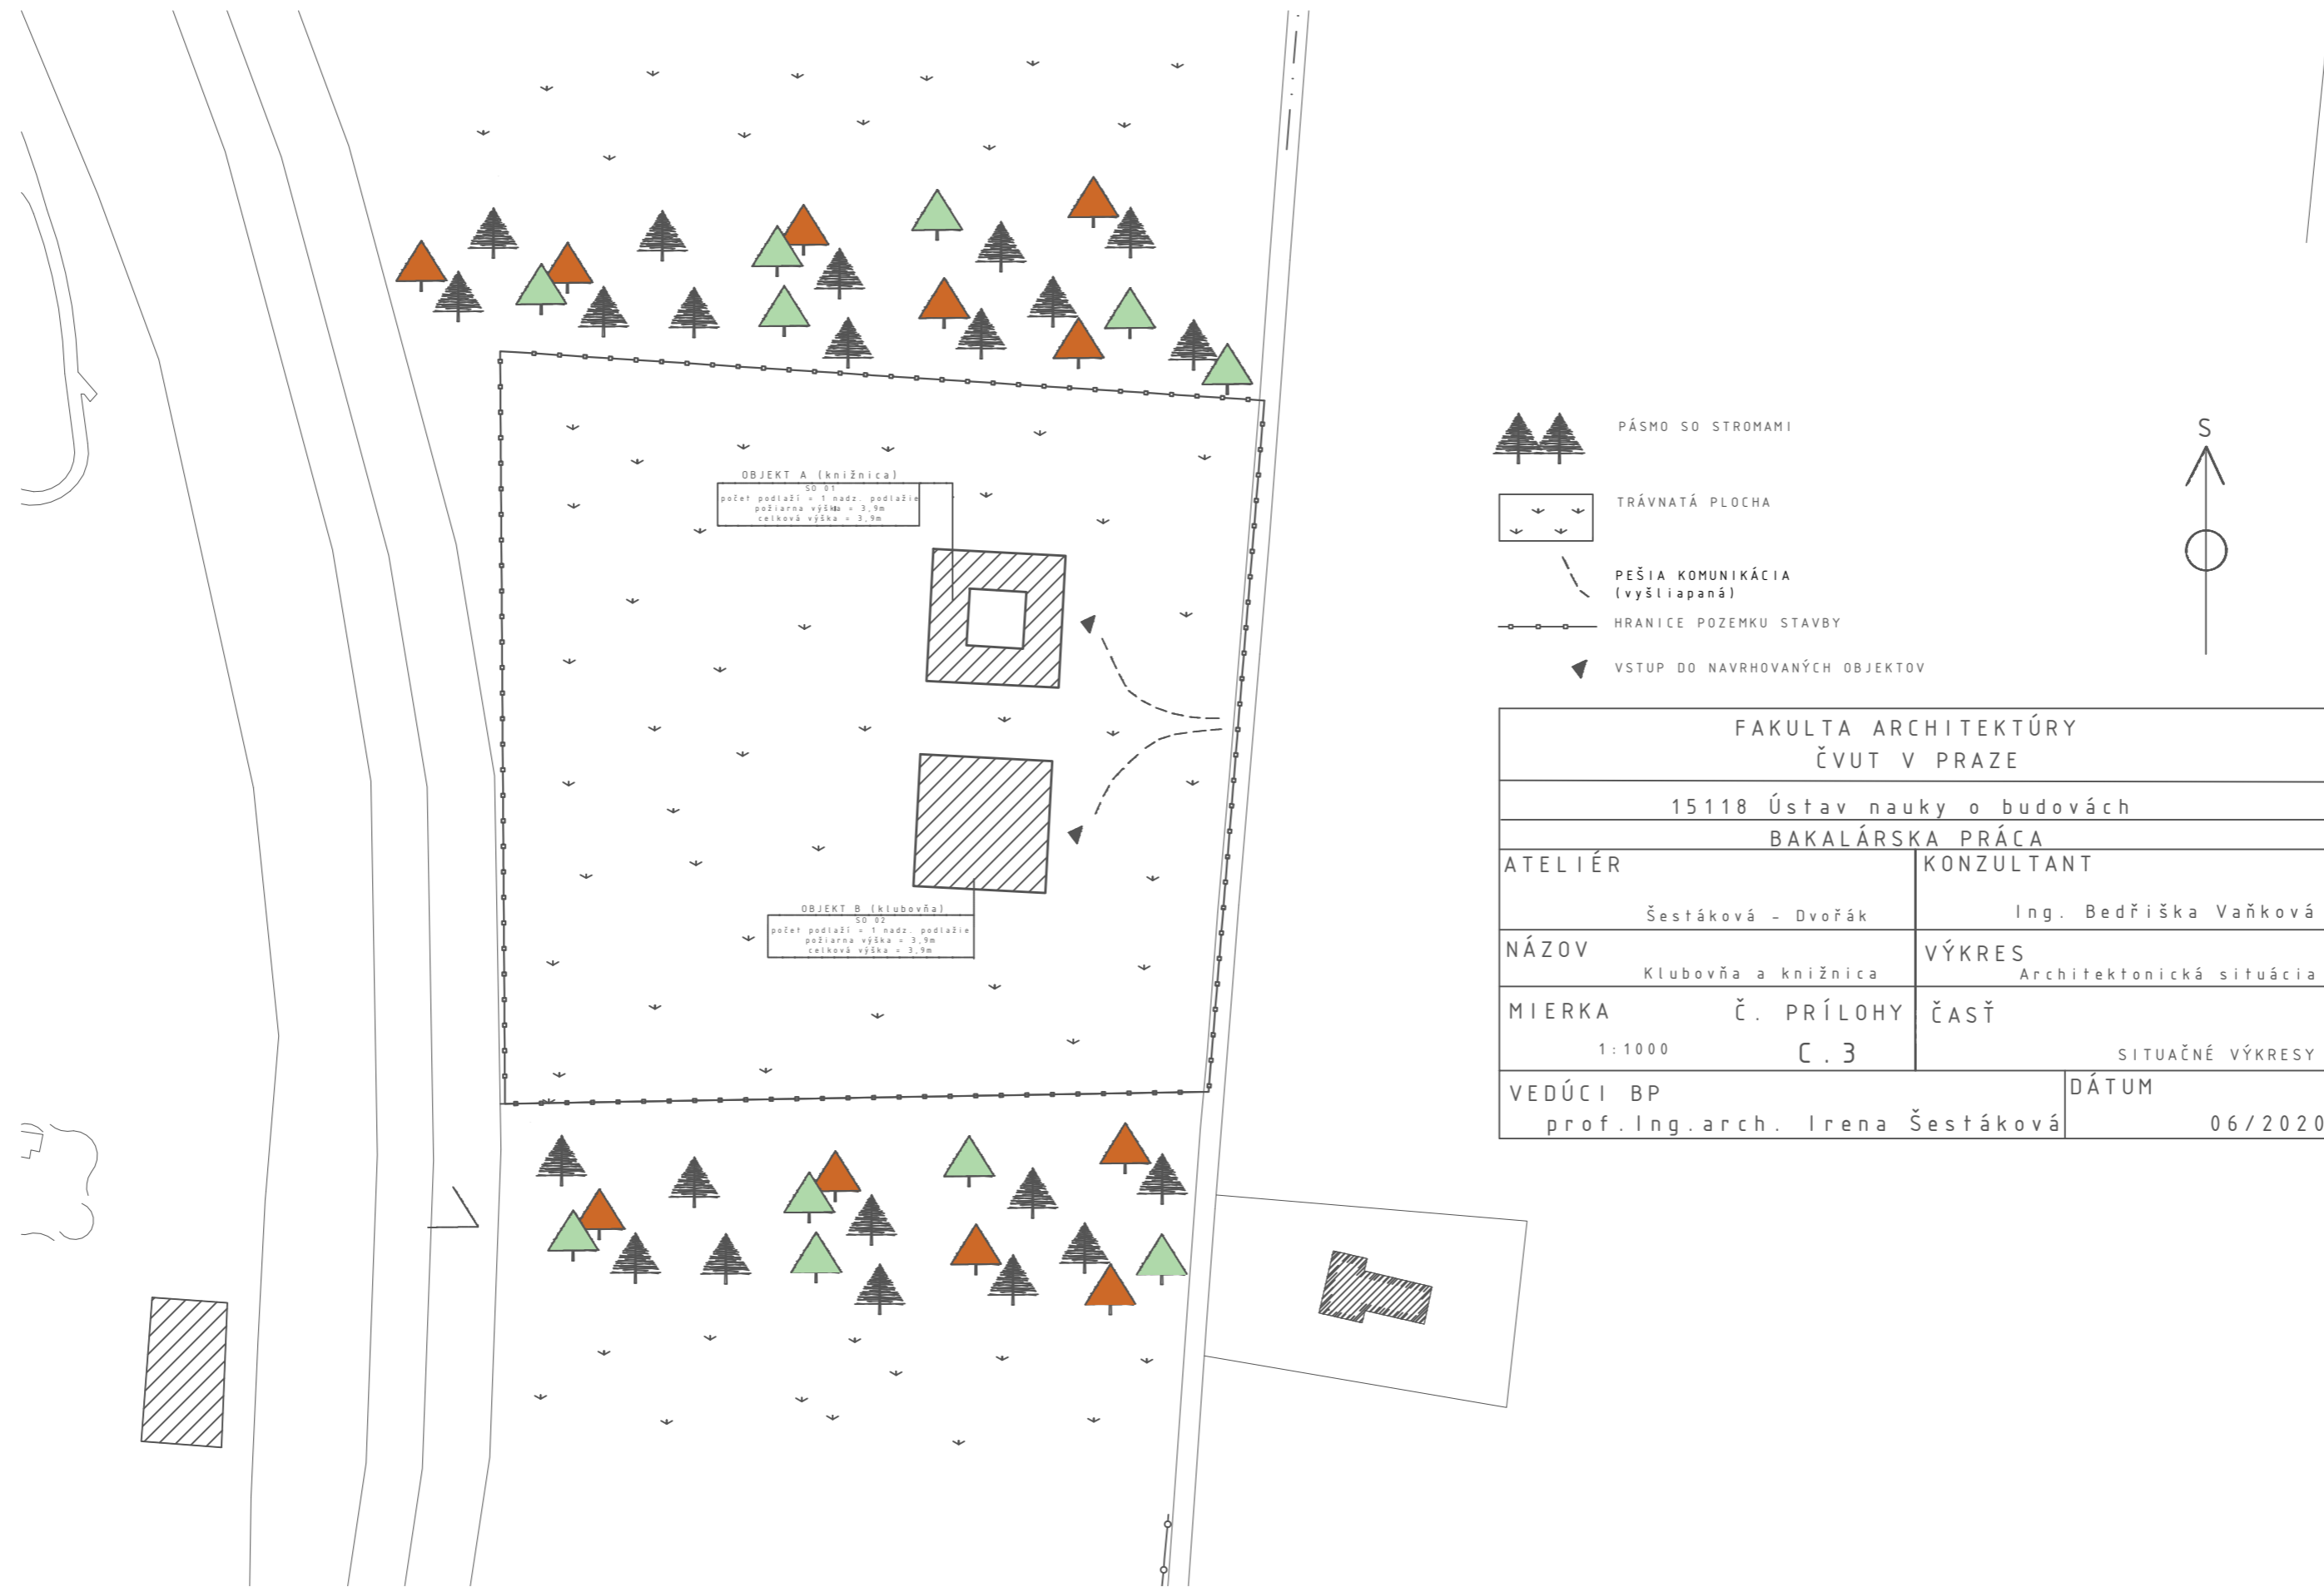 OBJEKT A (knižnica)
SO 01
počet podlaží = 1 nadz. podlažie
požiarna výška = 3,9m
celková výška = 3,9m
OBJEKT B (klubovňa)
SO 02
počet podlaží = 1 nadz. podlažie
požiarna výška = 3,9m
celková výška = 3,9m
PÁSMO SO STROMAMI
TRÁVNATÁ PLOCHA
PEŠIA KOMUNIKÁCIA
(vyšliapaná)
HRANICE POZEMKU STAVBY
VSTUP DO NAVRHOVANÝCH OBJEKTOV
S
FAKULTA ARCHITEKTÚRY
ČVUT V PRAZE
15118 Ústav nauky o budovách
BAKALÁRSKA PRÁCA
ATELIÉR
Šestáková - Dvořák
KONZULTANT
Ing. Bedřiška Vaňková
NÁZOV
Klubovňa a knižnica
VÝKRES
Architektonická situácia
MIERKA
1:1000
Č. PRÍLOHY
C.3
ČASŤ
SITUAČNÉ VÝKRESY
VEDÚCI BP
prof.Ing.arch. Irena Šestáková
DÁTUM
06/2020